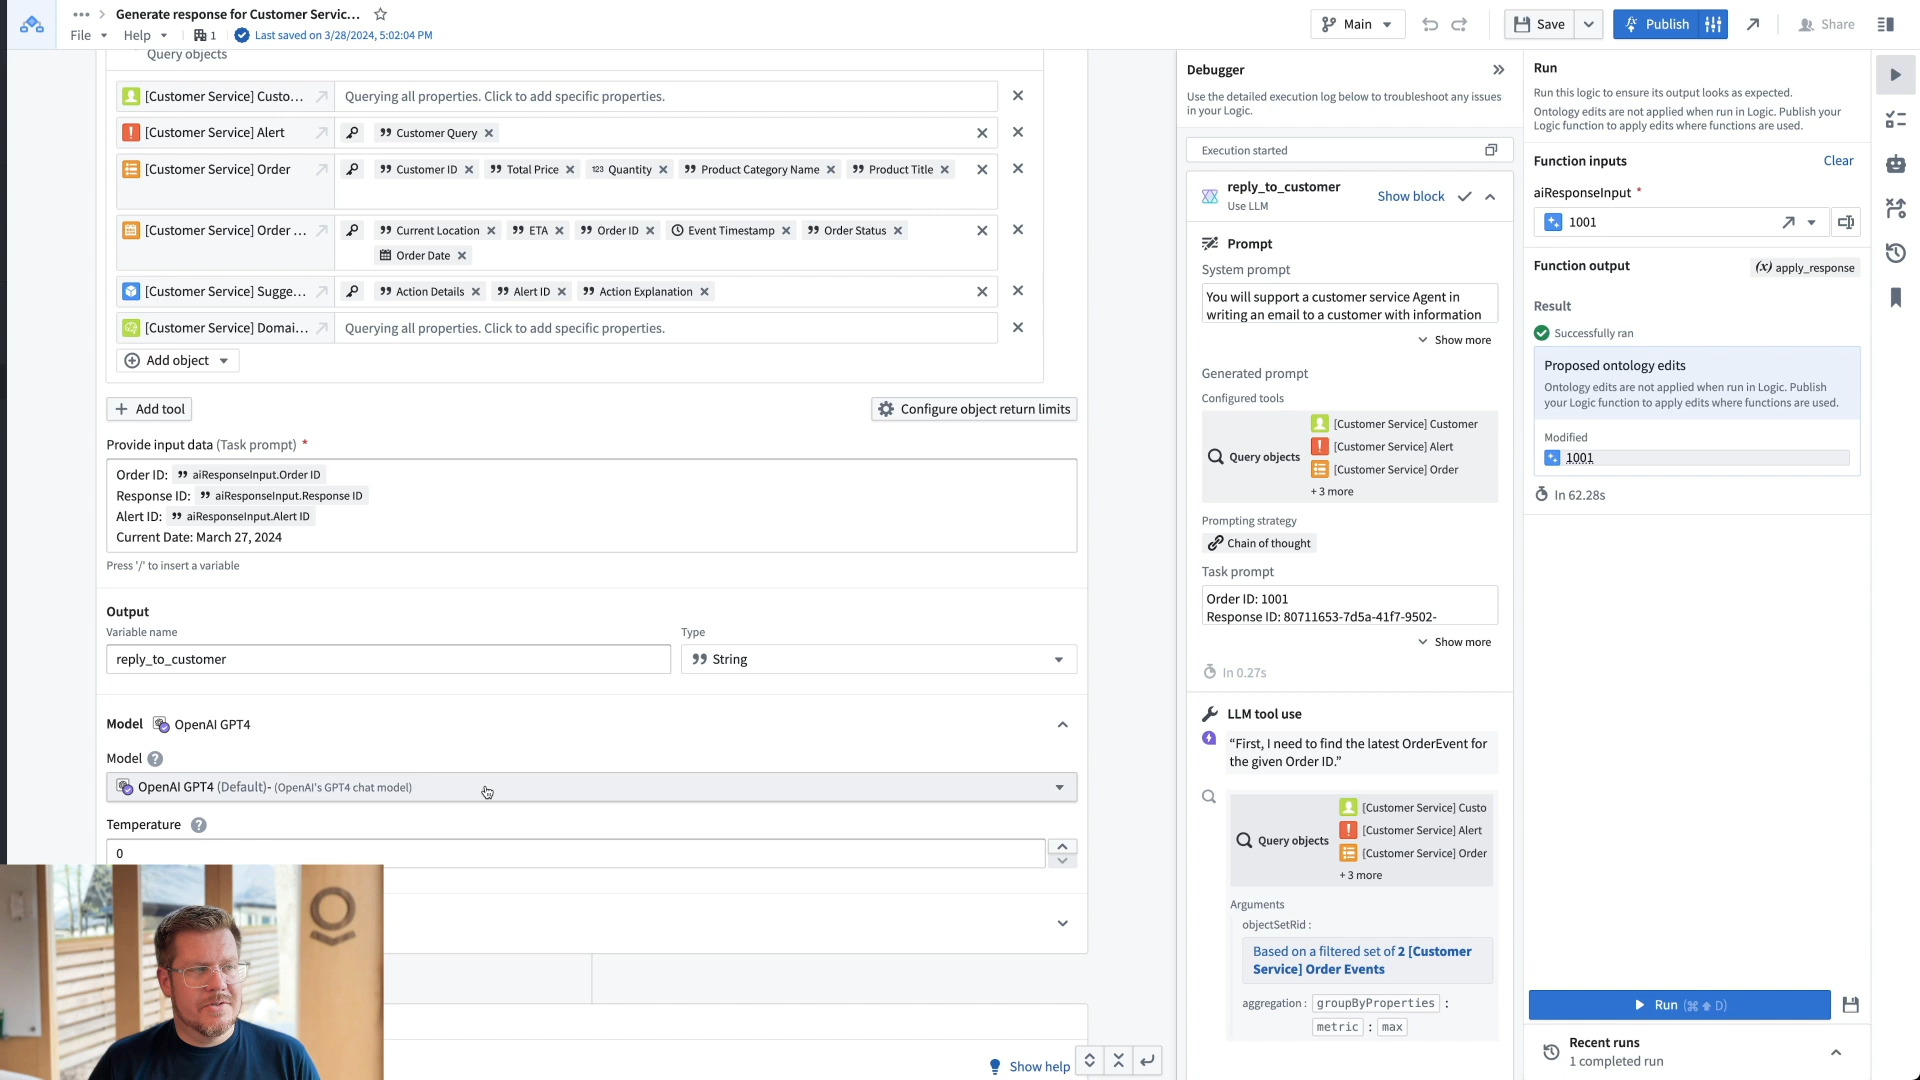 Generate response for Customer Servic...
File
Help
1
Last saved on 3/28/2024, 5:02:04 PM
Main
Save
Publish
Share
Query objects
[Customer Service] Custo...
Querying all properties. Click to add specific properties.
[Customer Service] Alert
Customer Query
[Customer Service] Order
Customer ID
Total Price
123 Quantity
Product Category Name
Product Title
[Customer Service] Order ...
Current Location
ETA
Order ID
Event Timestamp
Order Status
Order Date
[Customer Service] Sugge...
Action Details
Alert ID
Action Explanation
[Customer Service] Domai...
Querying all properties. Click to add specific properties.
Add object
Add tool
Configure object return limits
Provide input data (Task prompt) *
Order ID: aiResponseInput.Order ID
Response ID: aiResponseInput.Response ID
Alert ID: aiResponseInput.Alert ID
Current Date: March 27, 2024
Press '/' to insert a variable
Output
Variable name
Type
reply_to_customer
String
Model OpenAI GPT4
Model
OpenAI GPT4 (Default)- (OpenAI's GPT4 chat model)
Temperature
0
Show help
Debugger
Use the detailed execution log below to troubleshoot any issues
in your Logic.
Execution started
reply_to_customer
Use LLM
Show block
Prompt
System prompt
You will support a customer service Agent in
writing an email to a customer with information
Show more
Generated prompt
Configured tools
Query objects
[Customer Service] Customer
[Customer Service] Alert
[Customer Service] Order
+ 3 more
Prompting strategy
Chain of thought
Task prompt
Order ID: 1001
Response ID: 80711653-7d5a-41f7-9502-
Show more
In 0.27s
LLM tool use
“First, I need to find the latest OrderEvent for
the given Order ID.”
Query objects
[Customer Service] Custo
[Customer Service] Alert
[Customer Service] Order
+ 3 more
Arguments
objectSetRid :
Based on a filtered set of 2 [Customer
Service] Order Events
aggregation : groupByProperties :
metric : max
Run
Run this logic to ensure its output looks as expected.
Ontology edits are not applied when run in Logic. Publish your
Logic function to apply edits where functions are used.
Function inputs
Clear
aiResponseInput *
1001
Function output
(x) apply_response
Result
Successfully ran
Proposed ontology edits
Ontology edits are not applied when run in Logic. Publish
your Logic function to apply edits where functions are used.
Modified
1001
In 62.28s
Run (⌘⇧D)
Recent runs
1 completed run